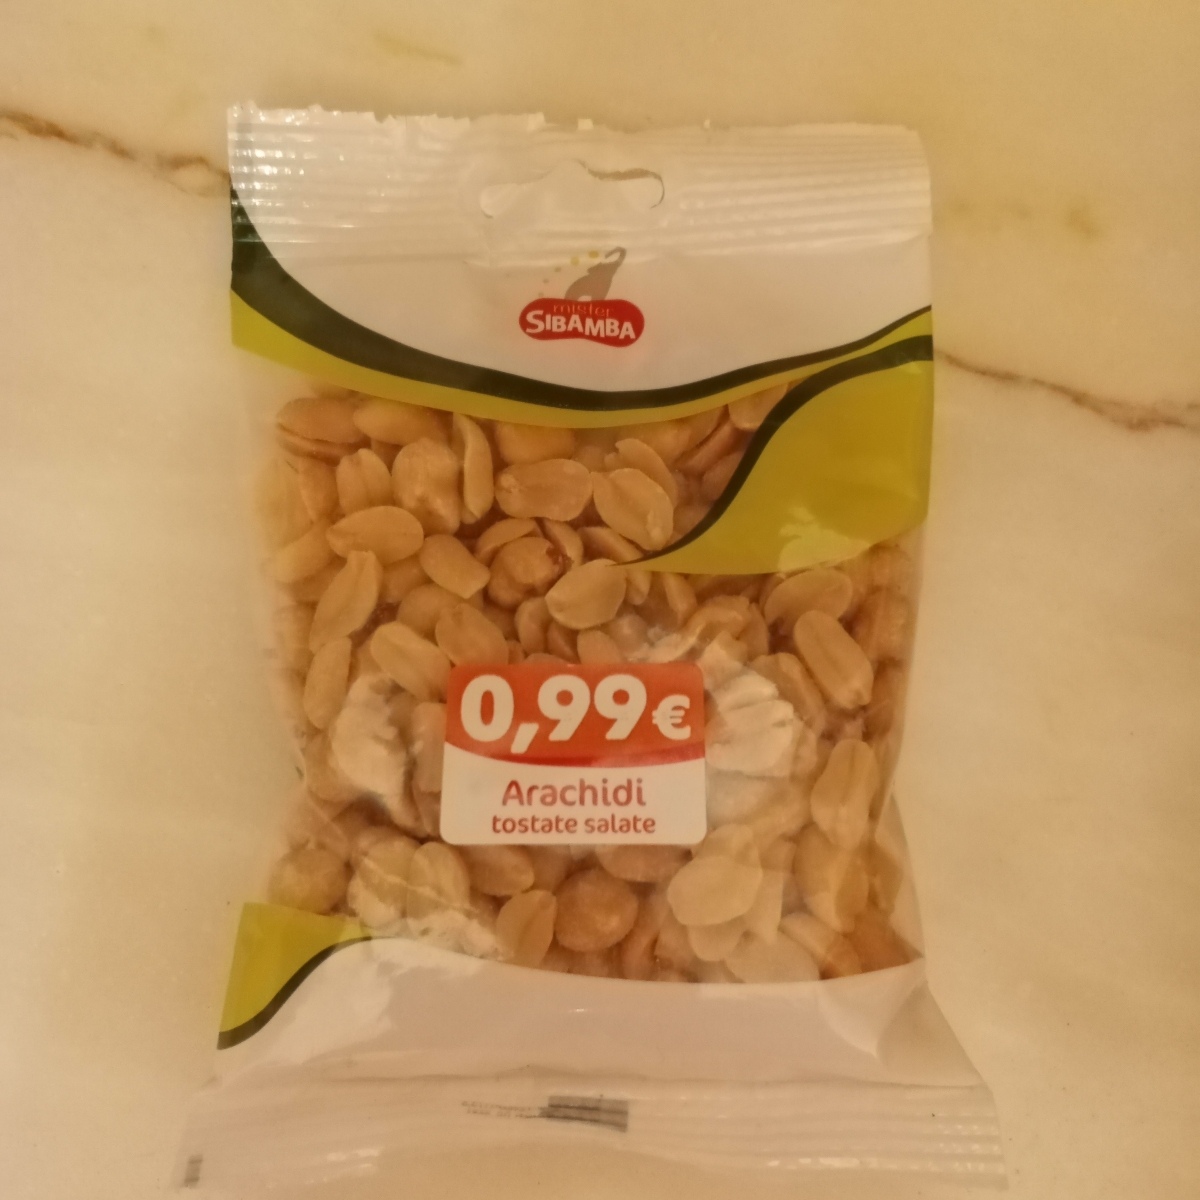 mister
SIBAMBA
0,99€
Arachidi
tostate salate